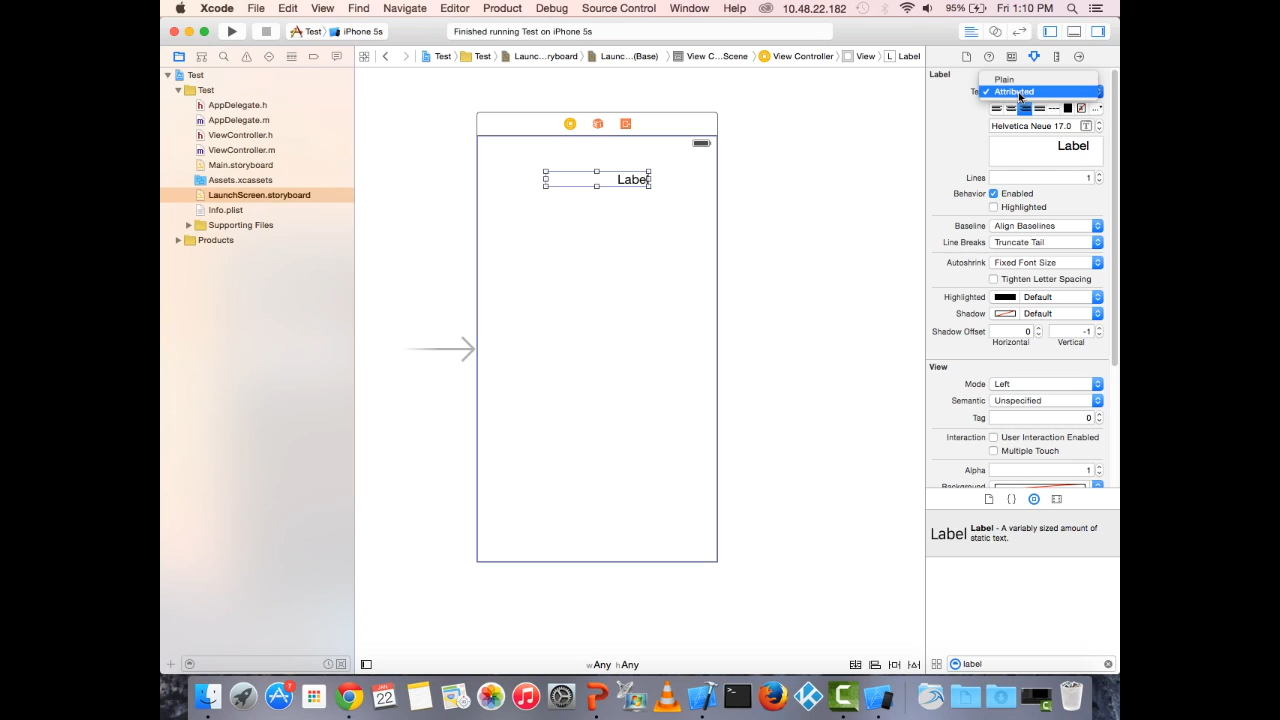 Xcode File Edit View Find Navigate Editor Product Debug Source Control Window Help 10.48.22.182 95% Fri 1:10 PM
Test iPhone 5s Finished running Test on iPhone 5s
Test Test Launc...ryboard Launc...(Base) View C...Scene View Controller View L Label
Test
Test
AppDelegate.h
AppDelegate.m
ViewController.h
ViewController.m
Main.storyboard
Assets.xcassets
LaunchScreen.storyboard
Info.plist
Supporting Files
Products
Label
Label
Plain
Te
Attributed
Helvetica Neue 17.0 T
Label
Lines 1
Behavior Enabled
Highlighted
Baseline Align Baselines
Line Breaks Truncate Tail
Autoshrink Fixed Font Size
Tighten Letter Spacing
Highlighted Default
Shadow Default
Shadow Offset 0 -1
Horizontal Vertical
View
Mode Left
Semantic Unspecified
Tag 0
Interaction User Interaction Enabled
Multiple Touch
Alpha 1
Background
Label Label - A variably sized amount of
static text.
wAny hAny
label
7
JAN
22